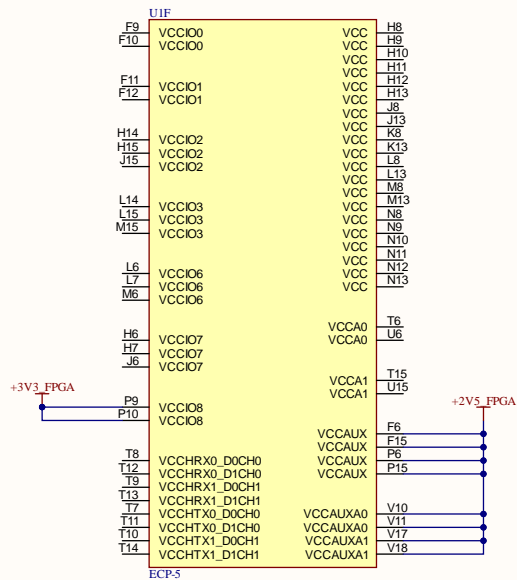 U1F
F9 VCCIO0 VCC H8
F10 VCCIO0 VCC H9
VCC H10
VCC H11
F11 VCCIO1 VCC H12
F12 VCCIO1 VCC H13
VCC J8
VCC J13
H14 VCCIO2 VCC K8
H15 VCCIO2 VCC K13
J15 VCCIO2 VCC L8
VCC L13
VCC M8
L14 VCCIO3 VCC M13
L15 VCCIO3 VCC N8
M15 VCCIO3 VCC N9
VCC N10
VCC N11
L6 VCCIO6 VCC N12
L7 VCCIO6 VCC N13
M6 VCCIO6
VCCA0 T6
H6 VCCIO7 VCCA0 U6
H7 VCCIO7
J6 VCCIO7
VCCA1 T15
VCCA1 U15
+3V3_FPGA +2V5_FPGA
P9 VCCIO8
P10 VCCIO8
VCCAUX F6
VCCAUX F15
T8 VCCHRX0_D0CH0 VCCAUX P6
T12 VCCHRX0_D1CH0 VCCAUX P15
T9 VCCHRX1_D0CH1
T13 VCCHRX1_D1CH1
T7 VCCHTX0_D0CH0 VCCAUXA0 V10
T11 VCCHTX0_D1CH0 VCCAUXA0 V11
T10 VCCHTX1_D0CH1 VCCAUXA1 V17
T14 VCCHTX1_D1CH1 VCCAUXA1 V18
ECP-5